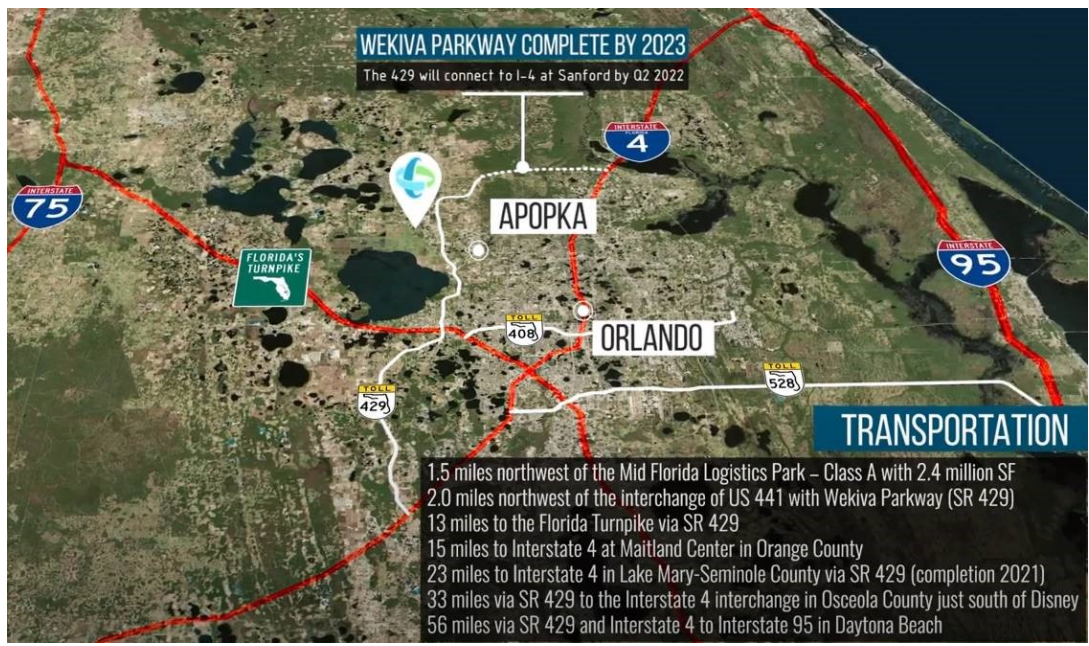 WEKIVA PARKWAY COMPLETE BY 2023
The 429 will connect to I-4 at Sanford by Q2 2022
INTERSTATE
FLORIDA
4
INTERSTATE
75
APOPKA
FLORIDA'S
TURNPIKE
INTERSTATE
95
TOLL
408
ORLANDO
TOLL
429
TOLL
528
TRANSPORTATION
1.5 miles northwest of the Mid Florida Logistics Park – Class A with 2.4 million SF
2.0 miles northwest of the interchange of US 441 with Wekiva Parkway (SR 429)
13 miles to the Florida Turnpike via SR 429
15 miles to Interstate 4 at Maitland Center in Orange County
23 miles to Interstate 4 in Lake Mary-Seminole County via SR 429 (completion 2021)
33 miles via SR 429 to the Interstate 4 interchange in Osceola County just south of Disney
56 miles via SR 429 and Interstate 4 to Interstate 95 in Daytona Beach